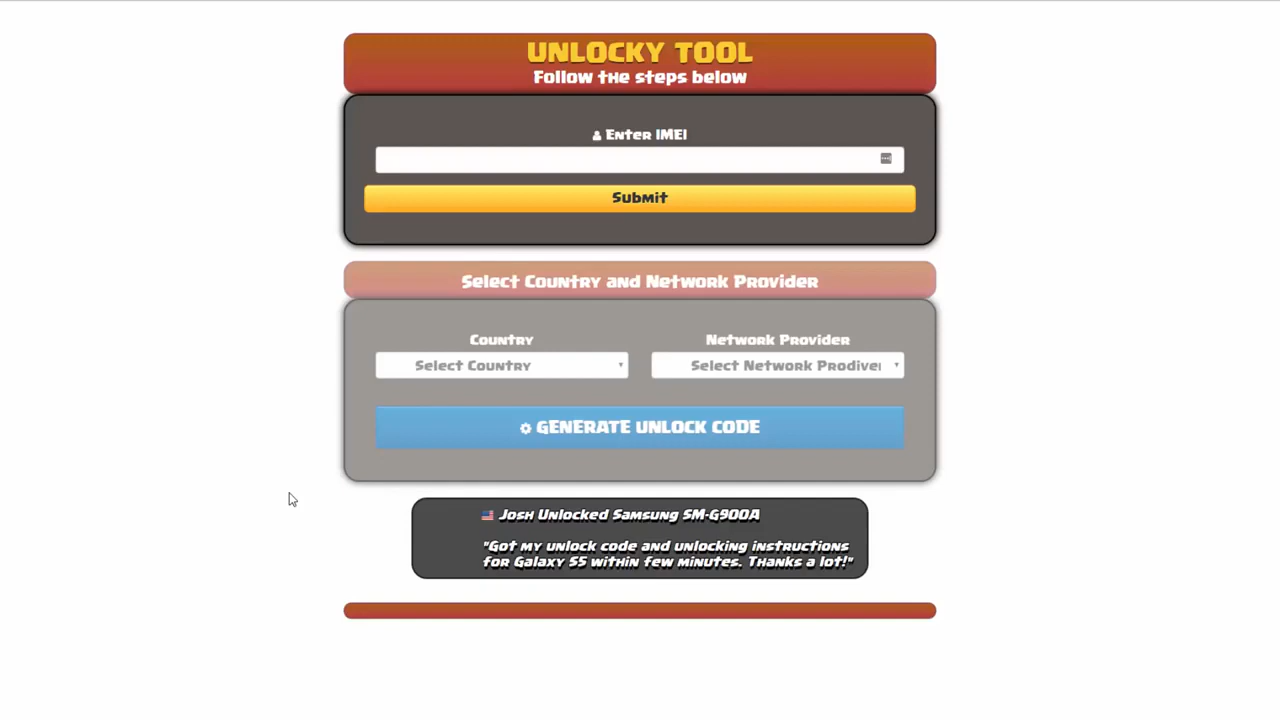 UNLOCKY TOOL
Follow the steps below
Enter IMEI
Submit
Select Country and Network Provider
Country
Network Provider
Select Country
Select Network Prodiver
GENERATE UNLOCK CODE
Josh Unlocked Samsung SM-G900A
"Got my unlock code and unlocking instructions
for Galaxy S5 within few minutes. Thanks a lot!"